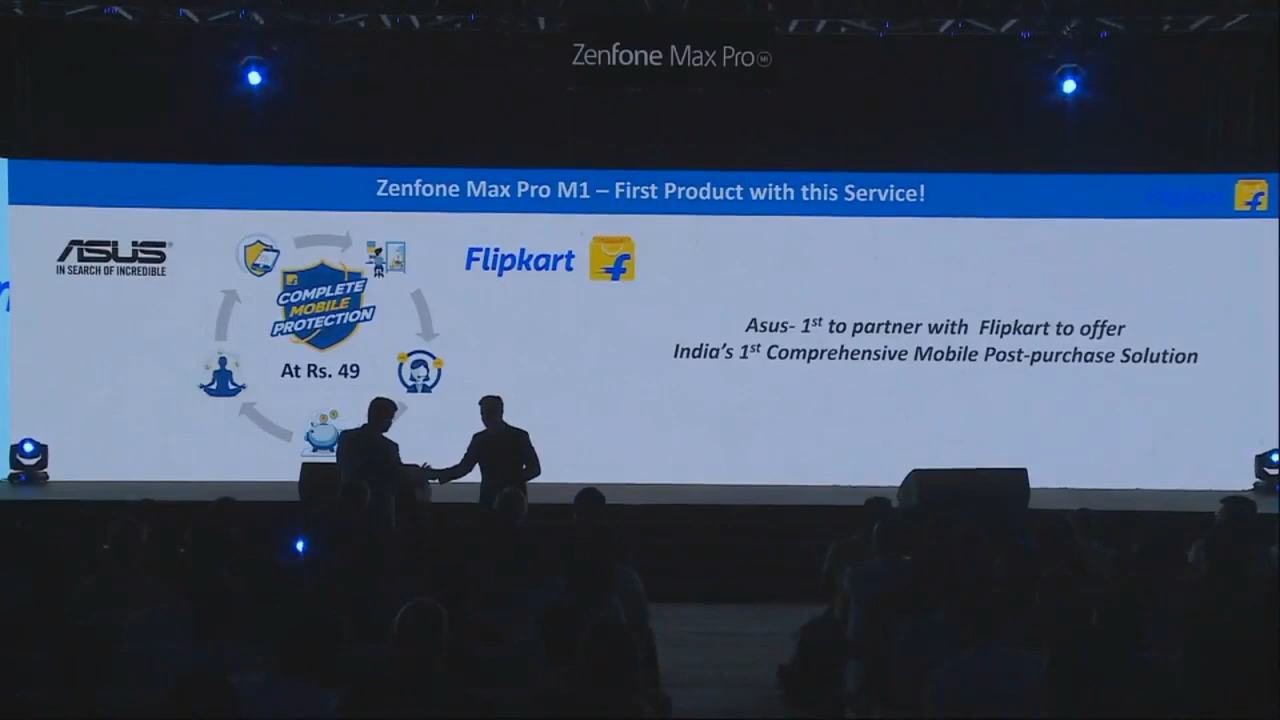 Zenfone Max Pro M1
Zenfone Max Pro M1 – First Product with this Service!
ASUS
IN SEARCH OF INCREDIBLE
COMPLETE
MOBILE
PROTECTION
At Rs. 49
Flipkart
Asus- 1st to partner with Flipkart to offer
India's 1st Comprehensive Mobile Post-purchase Solution